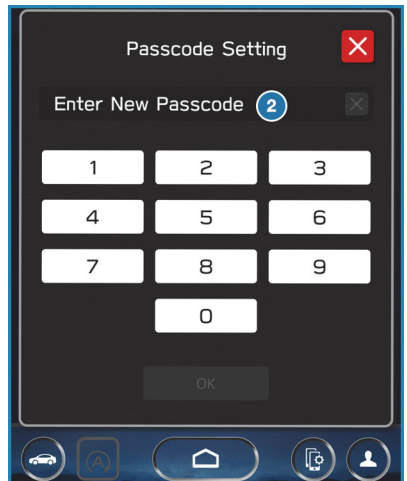 Passcode Setting
Enter New Passcode 2
1 2 3
4 5 6
7 8 9
0
OK
A